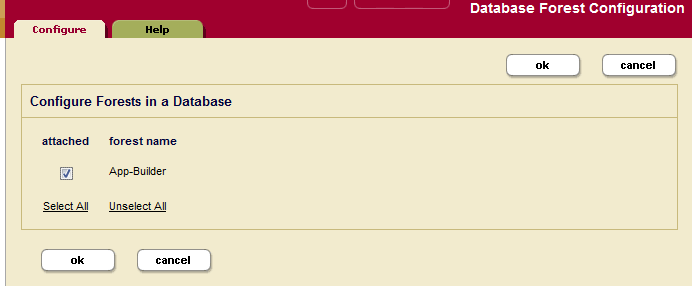 Database Forest Configuration
Configure Help
ok cancel
Configure Forests in a Database
attached forest name
App-Builder
Select All Unselect All
ok cancel